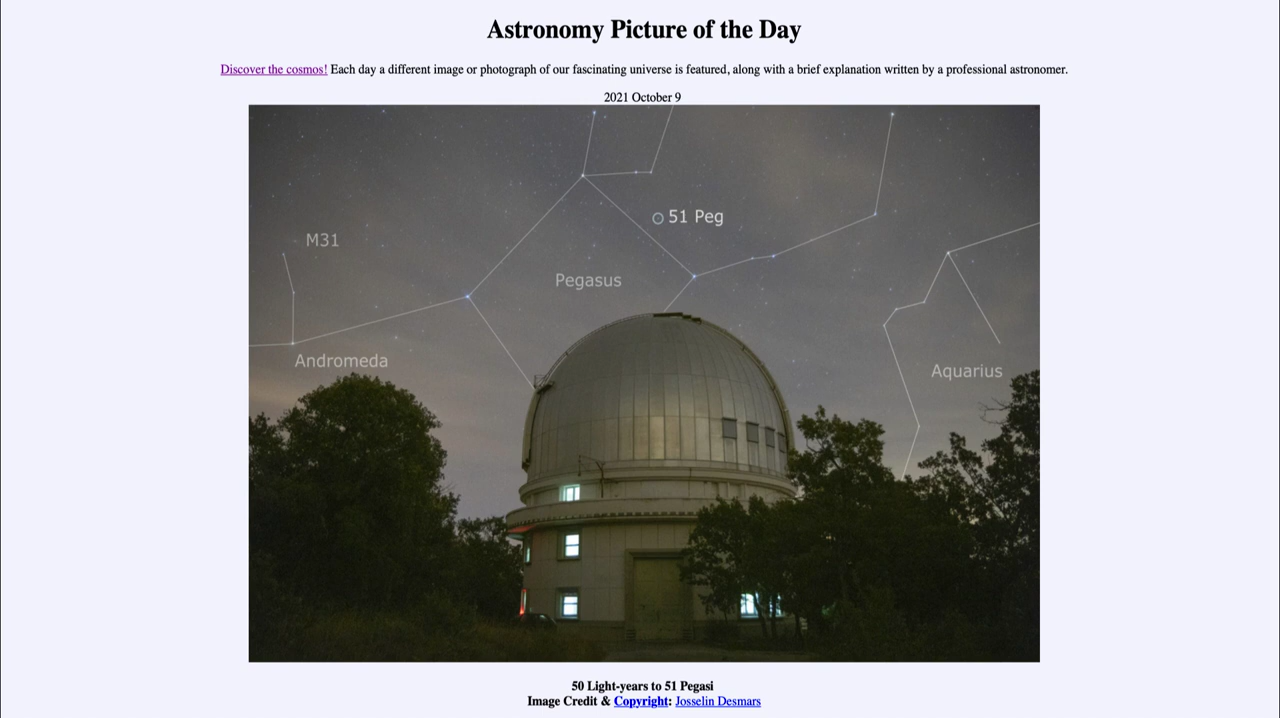 Astronomy Picture of the Day
Discover the cosmos! Each day a different image or photograph of our fascinating universe is featured, along with a brief explanation written by a professional astronomer.
2021 October 9
51 Peg
M31
Pegasus
Andromeda
Aquarius
50 Light-years to 51 Pegasi
Image Credit & Copyright: Josselin Desmars